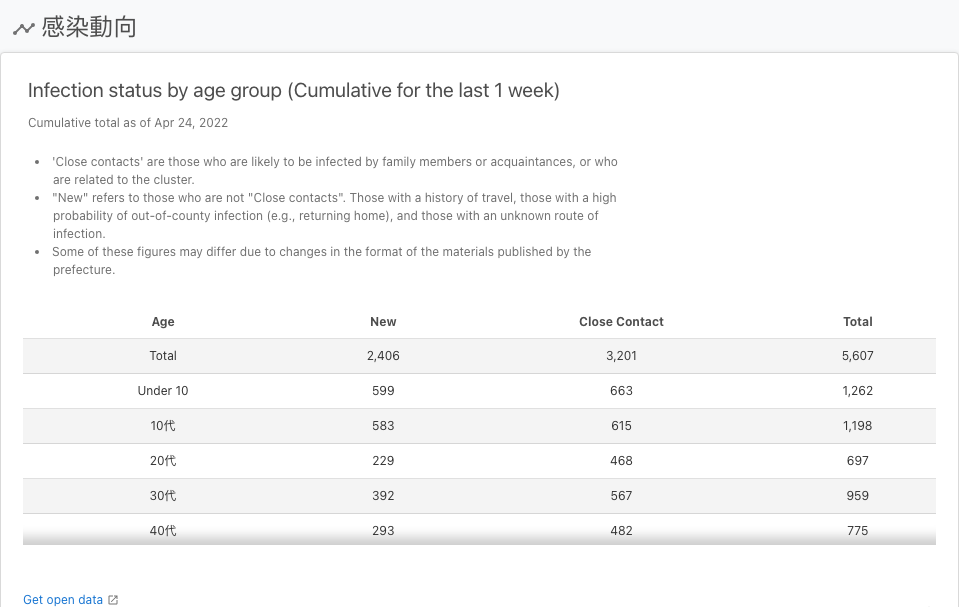 感染動向
Infection status by age group (Cumulative for the last 1 week)
Cumulative total as of Apr 24, 2022
• 'Close contacts' are those who are likely to be infected by family members or acquaintances, or who
are related to the cluster.
• "New" refers to those who are not "Close contacts". Those with a history of travel, those with a high
probability of out-of-county infection (e.g., returning home), and those with an unknown route of
infection.
• Some of these figures may differ due to changes in the format of the materials published by the
prefecture.
Age New Close Contact Total
Total 2,406 3,201 5,607
Under 10 599 663 1,262
10代 583 615 1,198
20代 229 468 697
30代 392 567 959
40代 293 482 775
Get open data